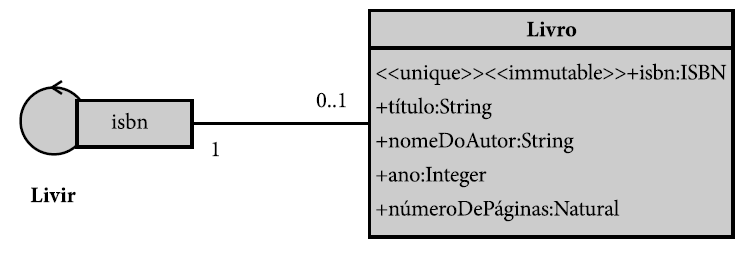 Livro
<<unique>><<immutable>>+isbn:ISBN
+título:String
+nomeDoAutor:String
+ano:Integer
+númeroDePáginas:Natural
0..1
isbn
1
Livir